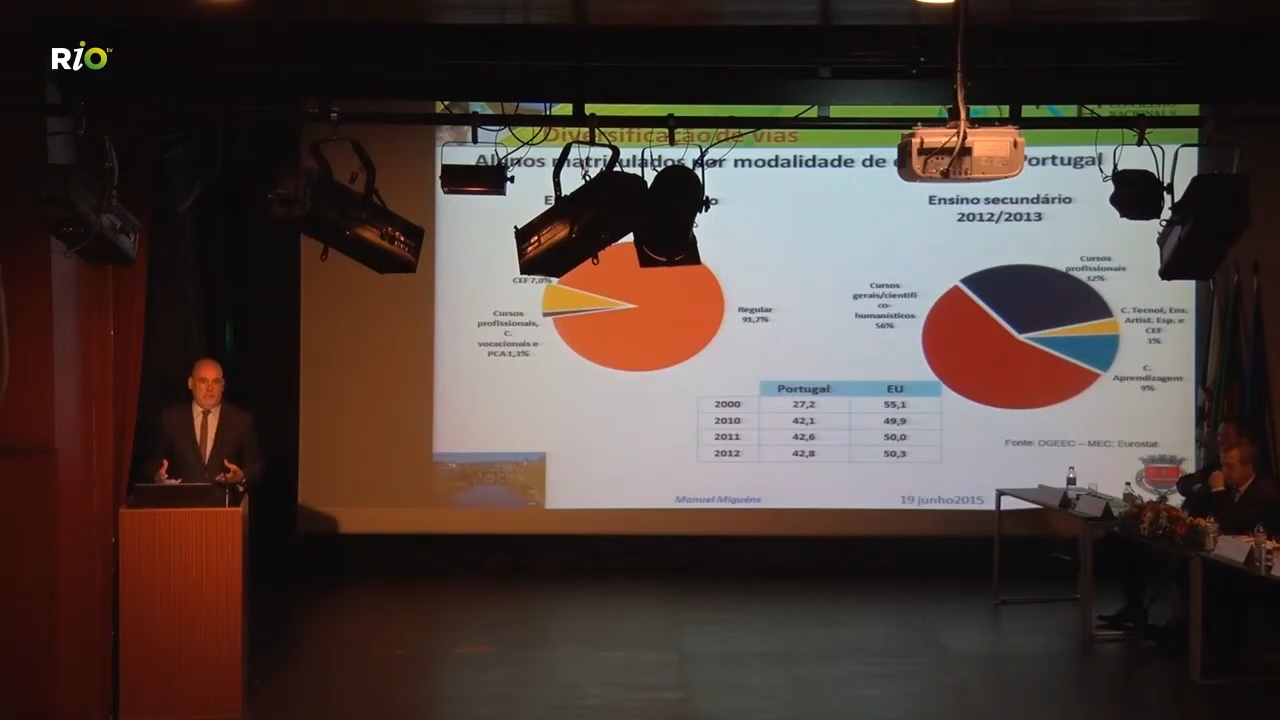 RiO tv
NACIONAL
Diversificação de vias
Alunos matriculados por modalidade de Portugal
Ensino secundário
2012/2013
CEF 7,0%
Cursos
profissionais,
C.
vocacionais e
PCA 1,3%
Regular
91,7%
Cursos
gerais/científi
co-
humanísticos
56%
Cursos
profissionais
32%
C. Tecnol, Ens.
Artist. Esp. e
CEF
3%
C.
Aprendizagem
9%
Portugal EU
2000 27,2 55,1
2010 42,1 49,9
2011 42,6 50,0
2012 42,8 50,3
Fonte: DGEEC – MEC; Eurostat
Manuel Miguéns
19 junho2015